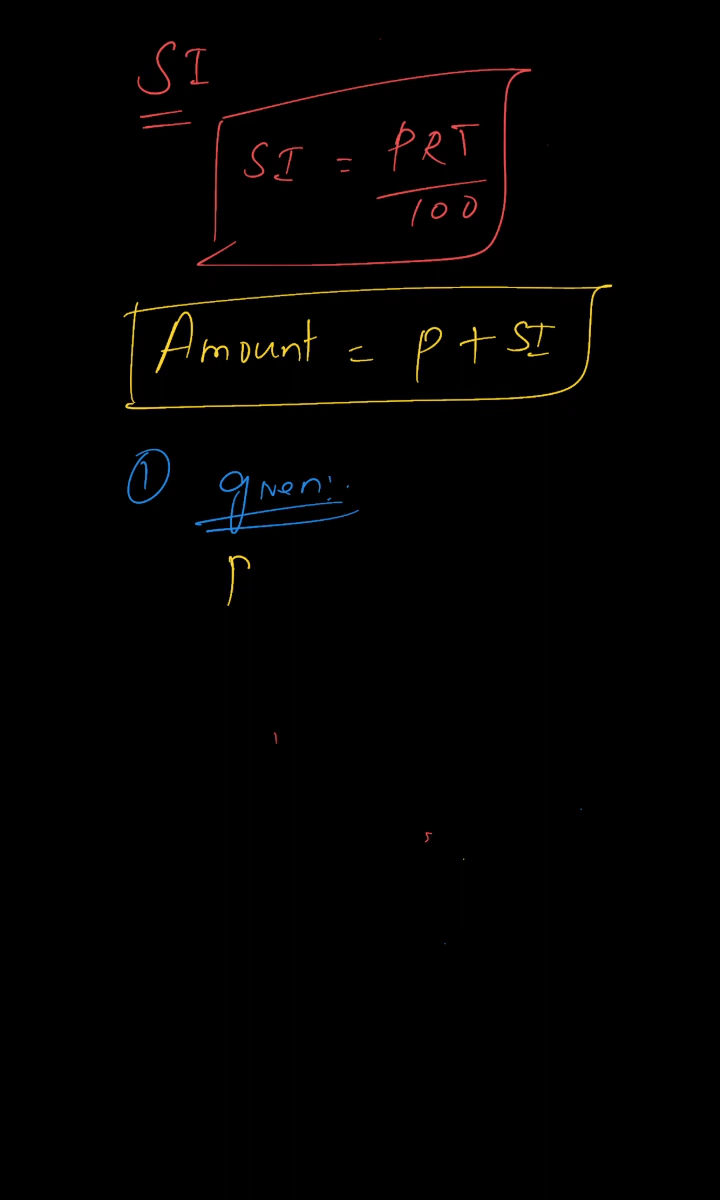 SI
SI = PRT
100
Amount = P + SI
① given:
P